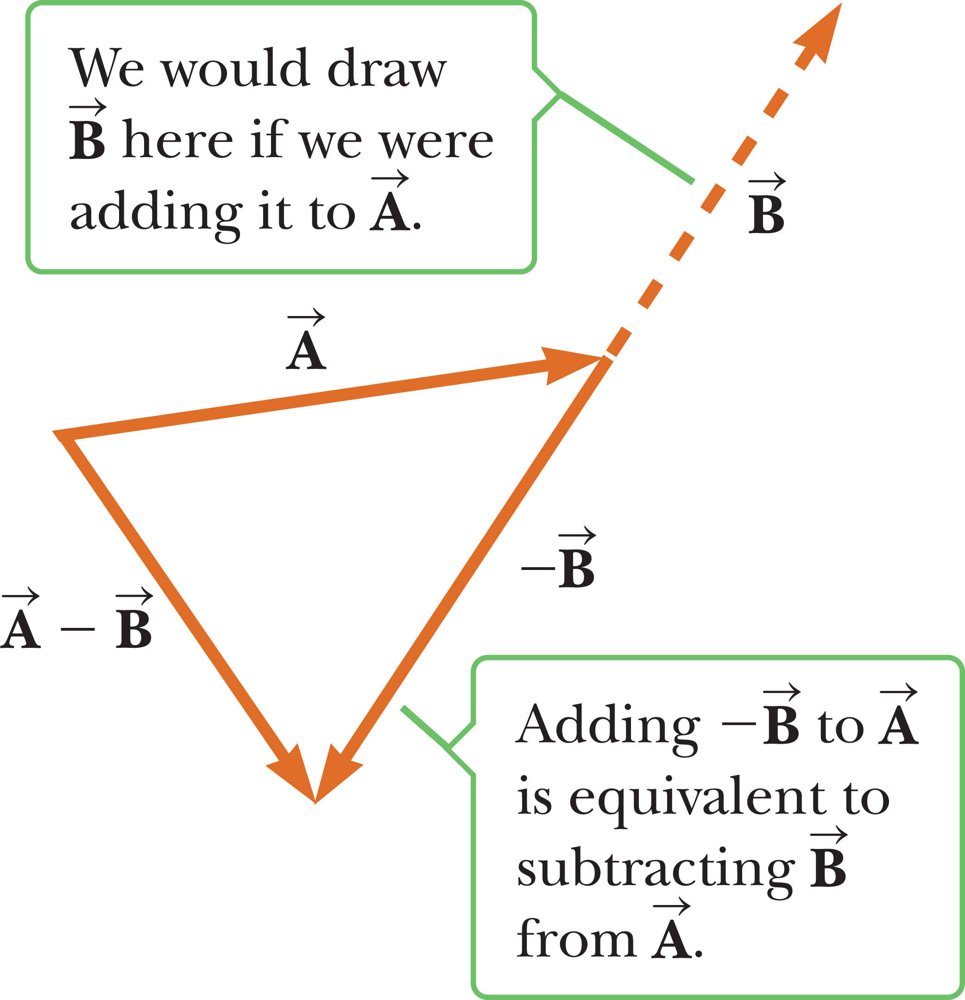 We would draw
B⃗ here if we were
adding it to A⃗.
B⃗
A⃗
−B⃗
A⃗ − B⃗
Adding −B⃗ to A⃗
is equivalent to
subtracting B⃗
from A⃗.